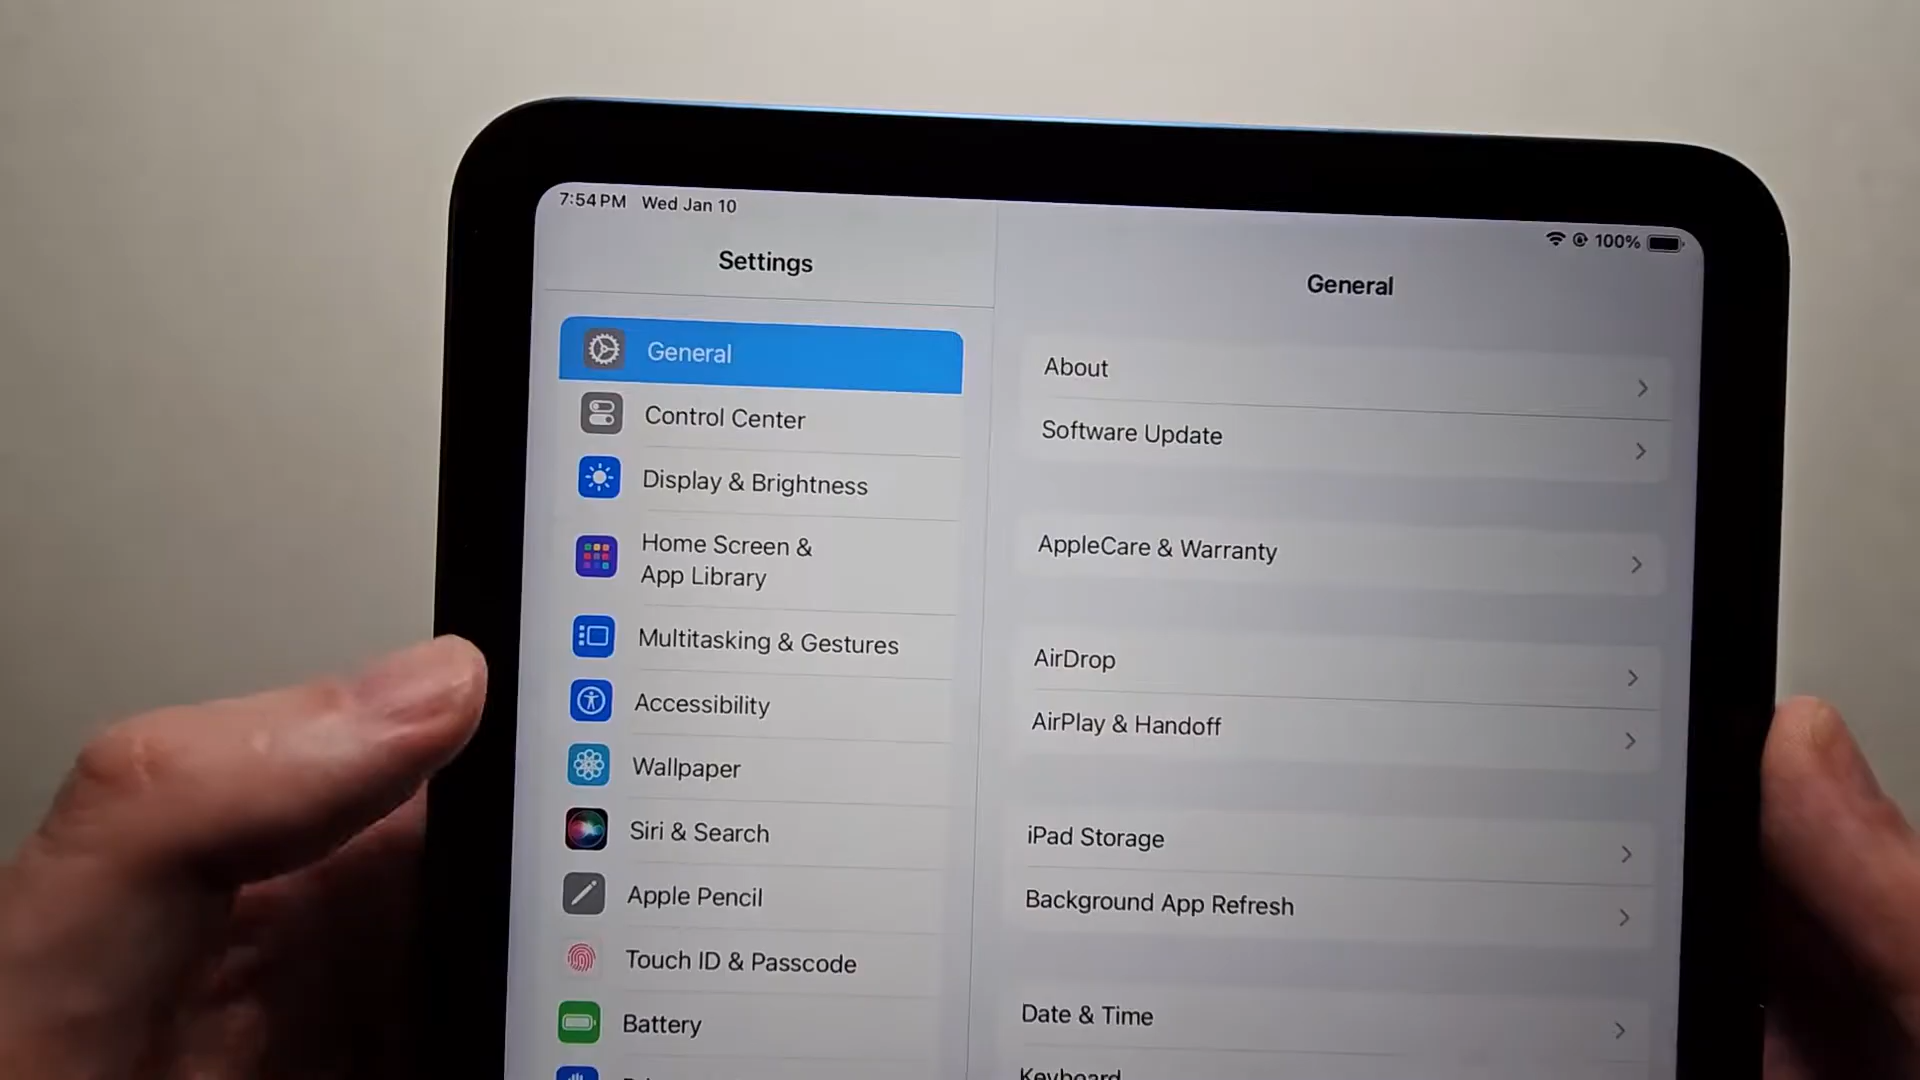 7:54 PM Wed Jan 10
100%
Settings
General
Control Center
Display & Brightness
Home Screen &
App Library
Multitasking & Gestures
Accessibility
Wallpaper
Siri & Search
Apple Pencil
Touch ID & Passcode
Battery
General
About
Software Update
AppleCare & Warranty
AirDrop
AirPlay & Handoff
iPad Storage
Background App Refresh
Date & Time
Keyboard